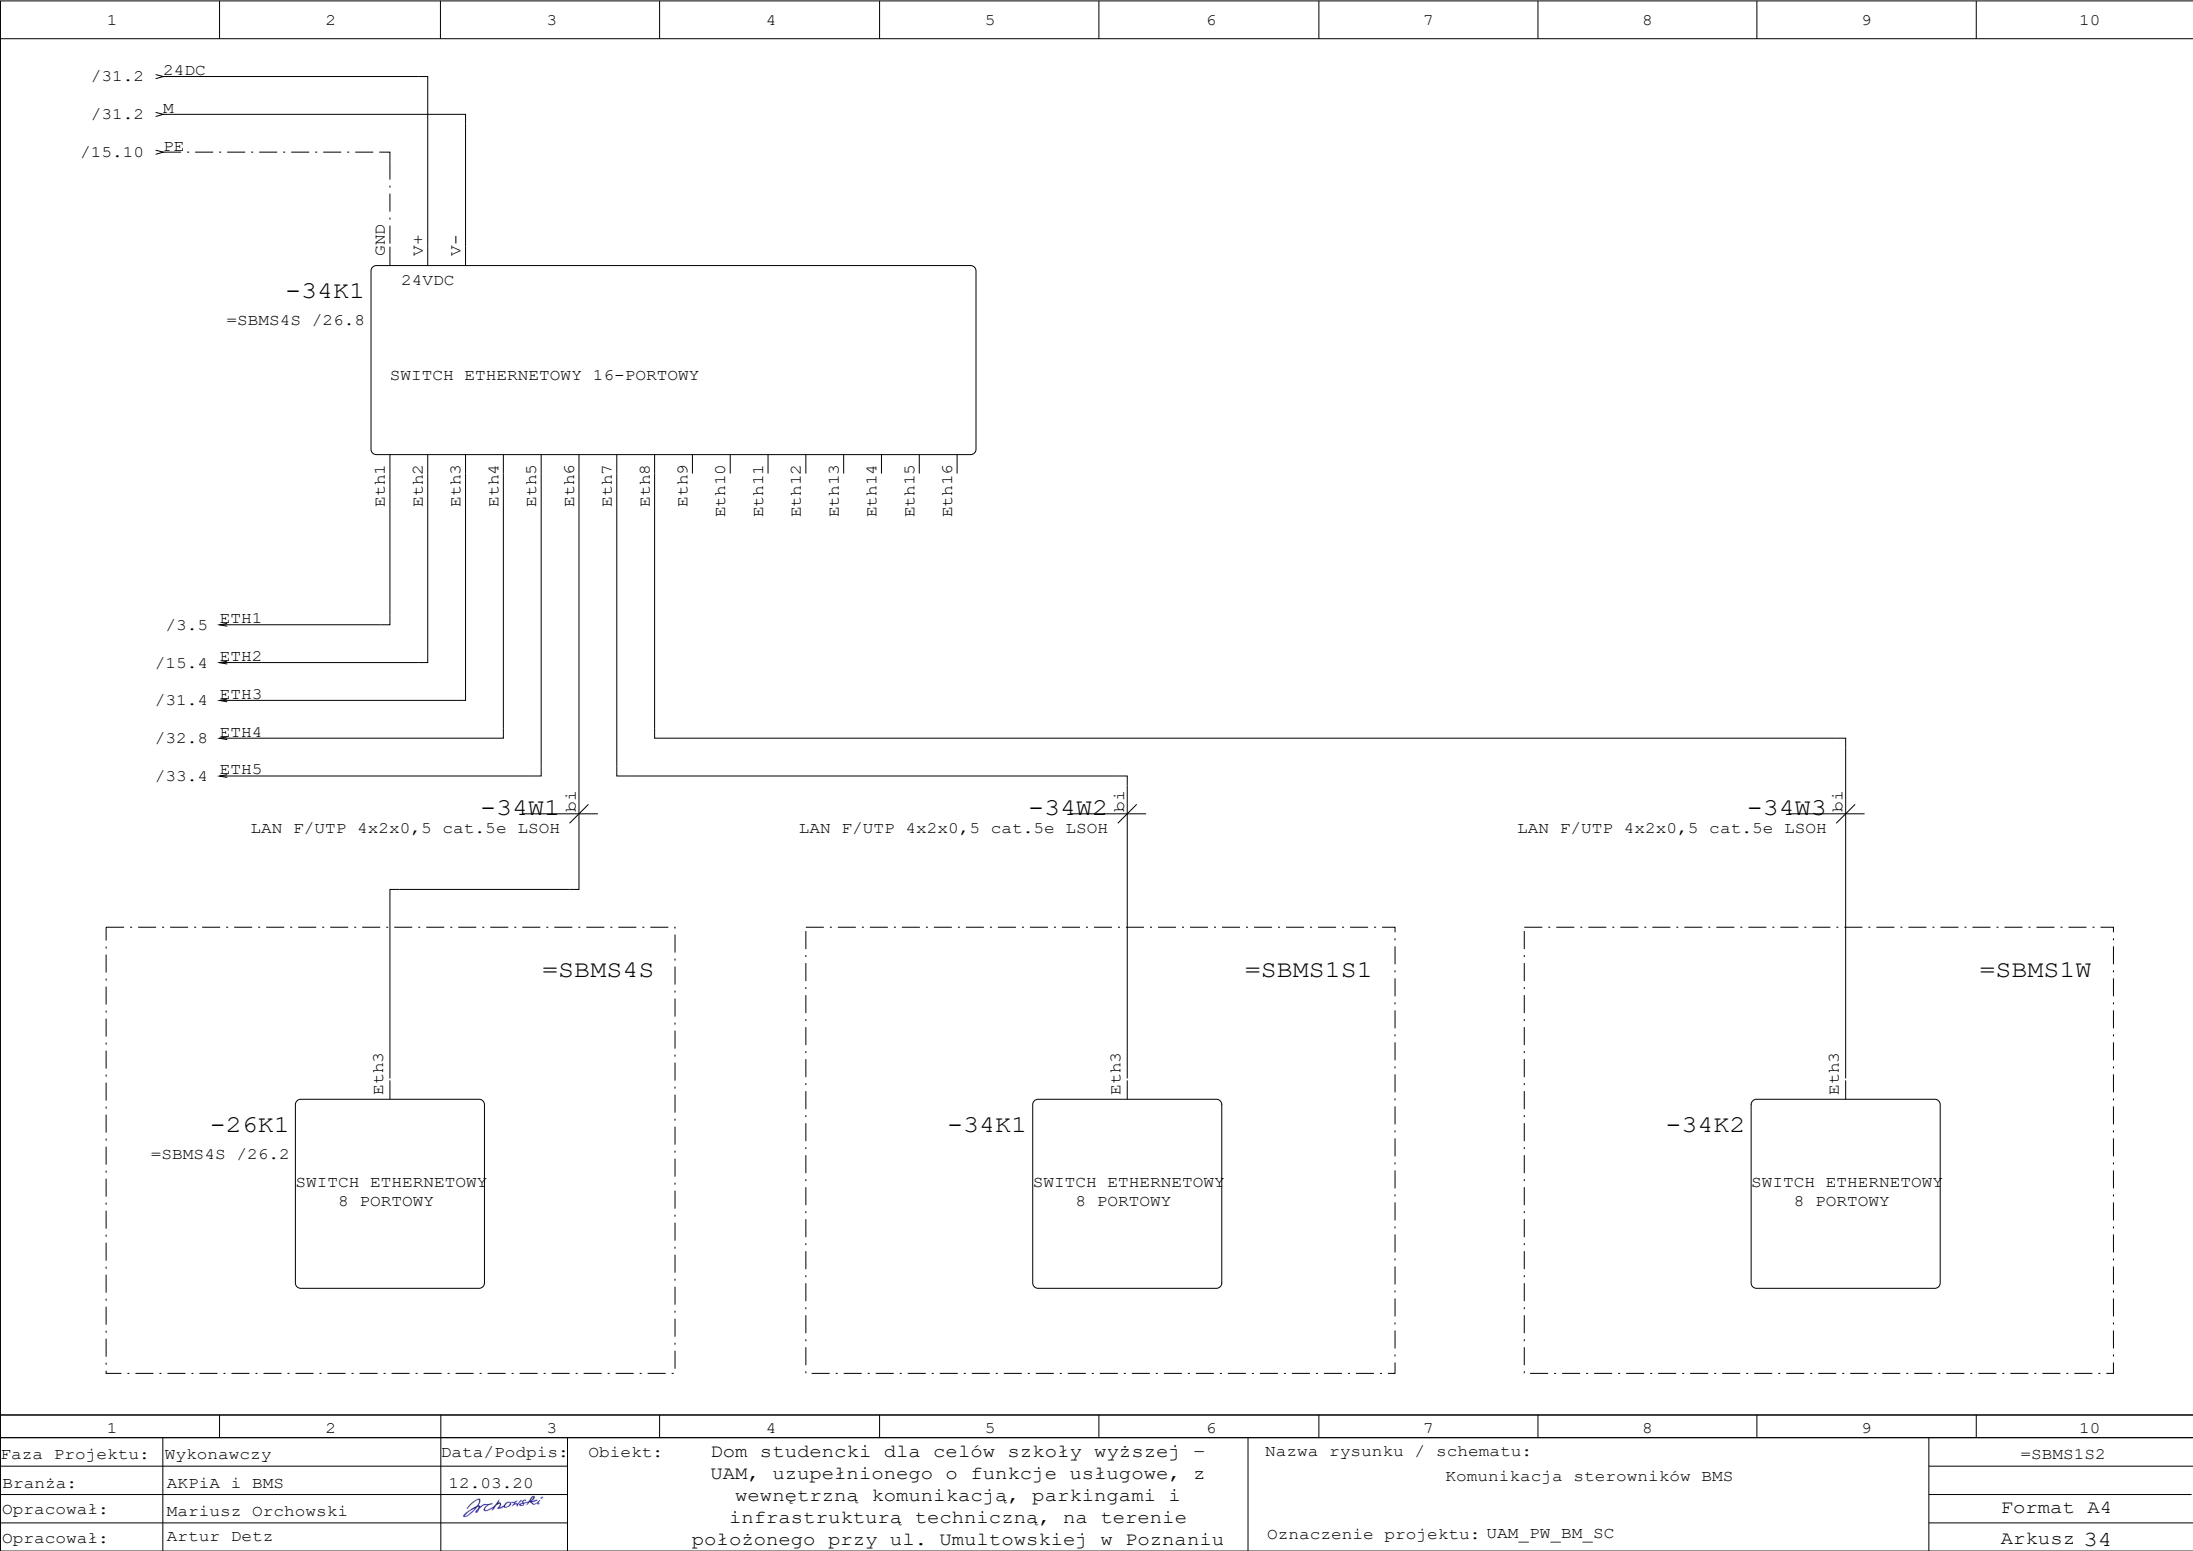 1 2 3 4 5 6 7 8 9 10
/31.2 24DC
/31.2 M
/15.10 PE
GND V+ V-
24VDC
-34K1
=SBMS4S /26.8
SWITCH ETHERNETOWY 16-PORTOWY
Eth1 Eth2 Eth3 Eth4 Eth5 Eth6 Eth7 Eth8 Eth9 Eth10 Eth11 Eth12 Eth13 Eth14 Eth15 Eth16
/3.5 ETH1
/15.4 ETH2
/31.4 ETH3
/32.8 ETH4
/33.4 ETH5
-34W1 bi
LAN F/UTP 4x2x0,5 cat.5e LSOH
-34W2 bi
LAN F/UTP 4x2x0,5 cat.5e LSOH
-34W3 bi
LAN F/UTP 4x2x0,5 cat.5e LSOH
=SBMS4S
Eth3
-26K1
=SBMS4S /26.2
SWITCH ETHERNETOWY
8 PORTOWY
=SBMS1S1
Eth3
-34K1
SWITCH ETHERNETOWY
8 PORTOWY
=SBMS1W
Eth3
-34K2
SWITCH ETHERNETOWY
8 PORTOWY
1 2 3 4 5 6 7 8 9 10
Faza Projektu: Wykonawczy Data/Podpis:
Branża: AKPiA i BMS 12.03.20
Opracował: Mariusz Orchowski Orchowski
Opracował: Artur Detz
Obiekt: Dom studencki dla celów szkoły wyższej –
UAM, uzupełnionego o funkcje usługowe, z
wewnętrzną komunikacją, parkingami i
infrastrukturą techniczną, na terenie
położonego przy ul. Umultowskiej w Poznaniu
Nazwa rysunku / schematu:
Komunikacja sterowników BMS
Oznaczenie projektu: UAM_PW_BM_SC
=SBMS1S2
Format A4
Arkusz 34